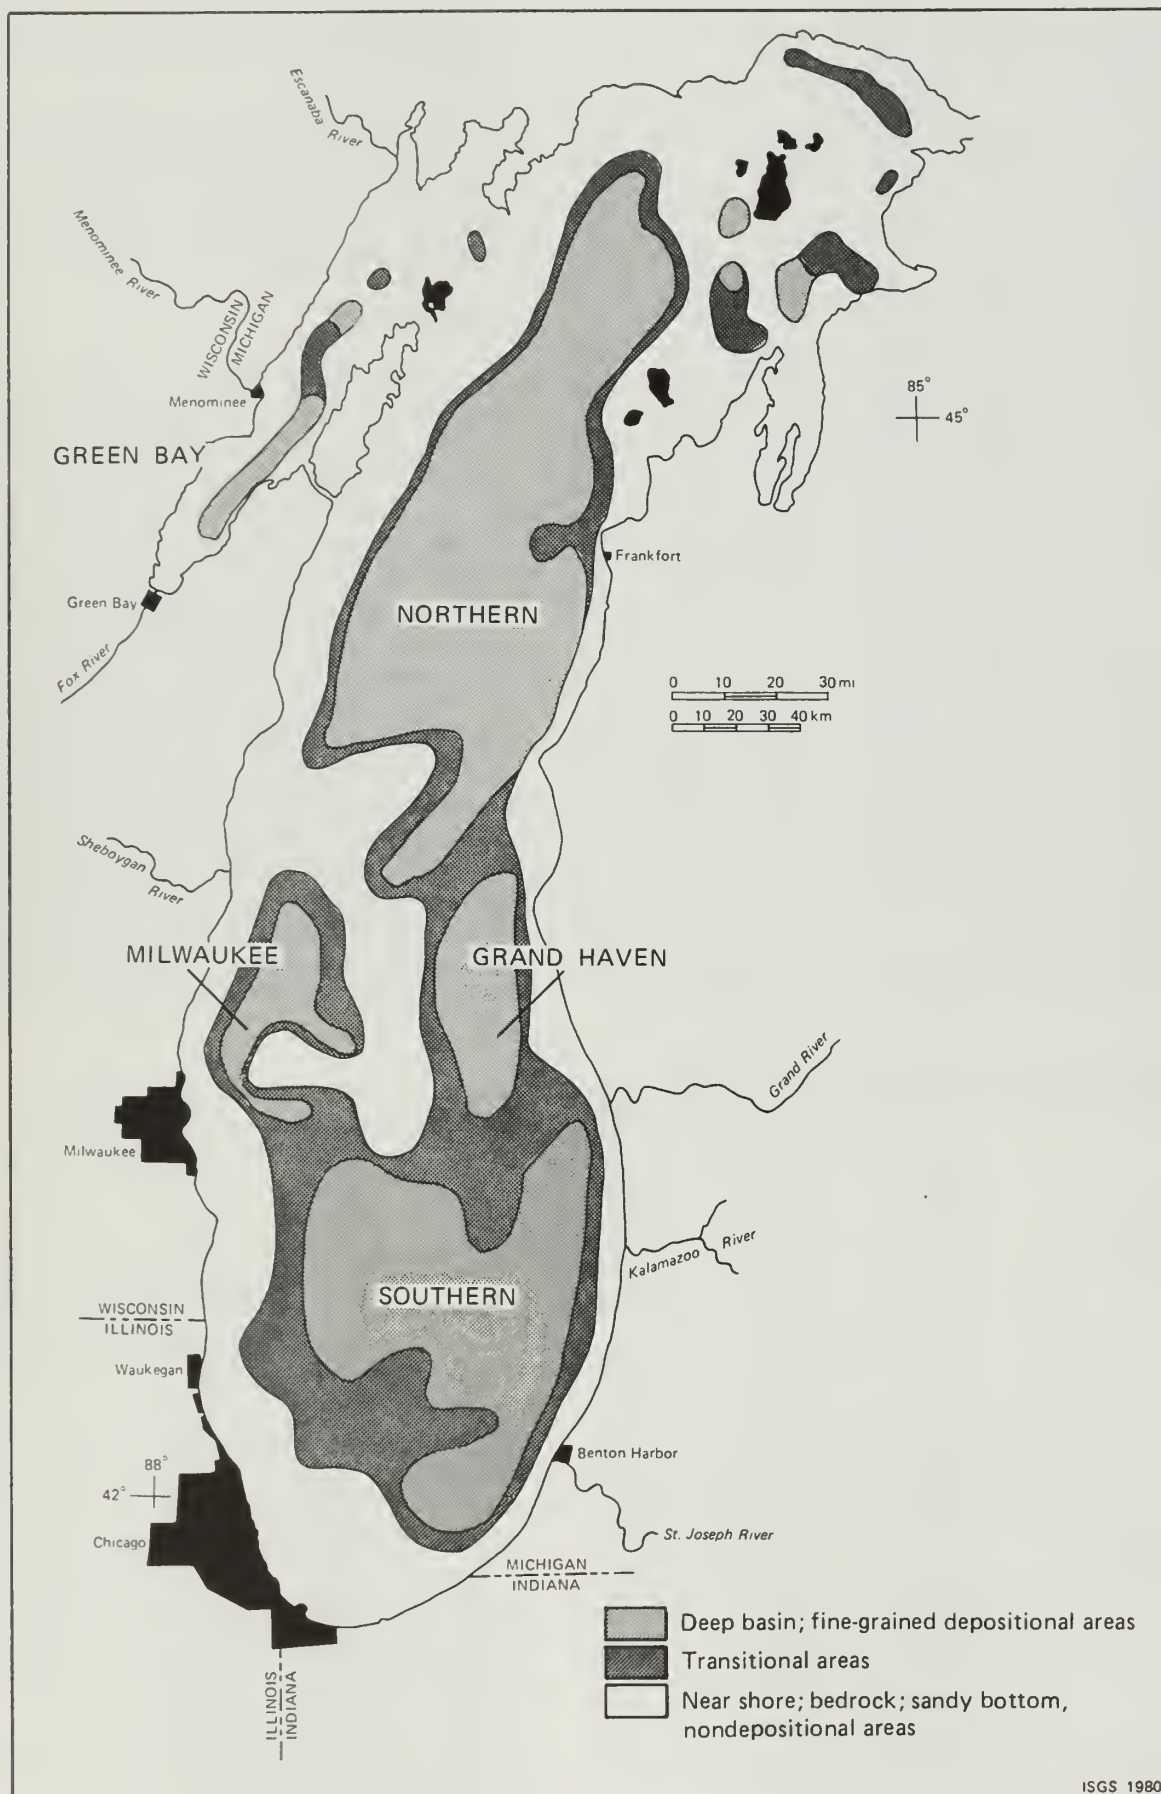 Escanaba
River
Menominee
River
WISCONSIN
MICHIGAN
Menominee
85°
45°
GREEN BAY
Frankfort
Green Bay
NORTHERN
Fox River
0 10 20 30 mi
0 10 20 30 40 km
Sheboygan
River
MILWAUKEE
GRAND HAVEN
Grand River
Milwaukee
Kalamazoo
River
SOUTHERN
WISCONSIN
ILLINOIS
Waukegan
Benton Harbor
88°
42°
St. Joseph River
Chicago
MICHIGAN
INDIANA
Deep basin; fine-grained depositional areas
Transitional areas
Near shore; bedrock; sandy bottom,
nondepositional areas
ILLINOIS
INDIANA
ISGS 1980